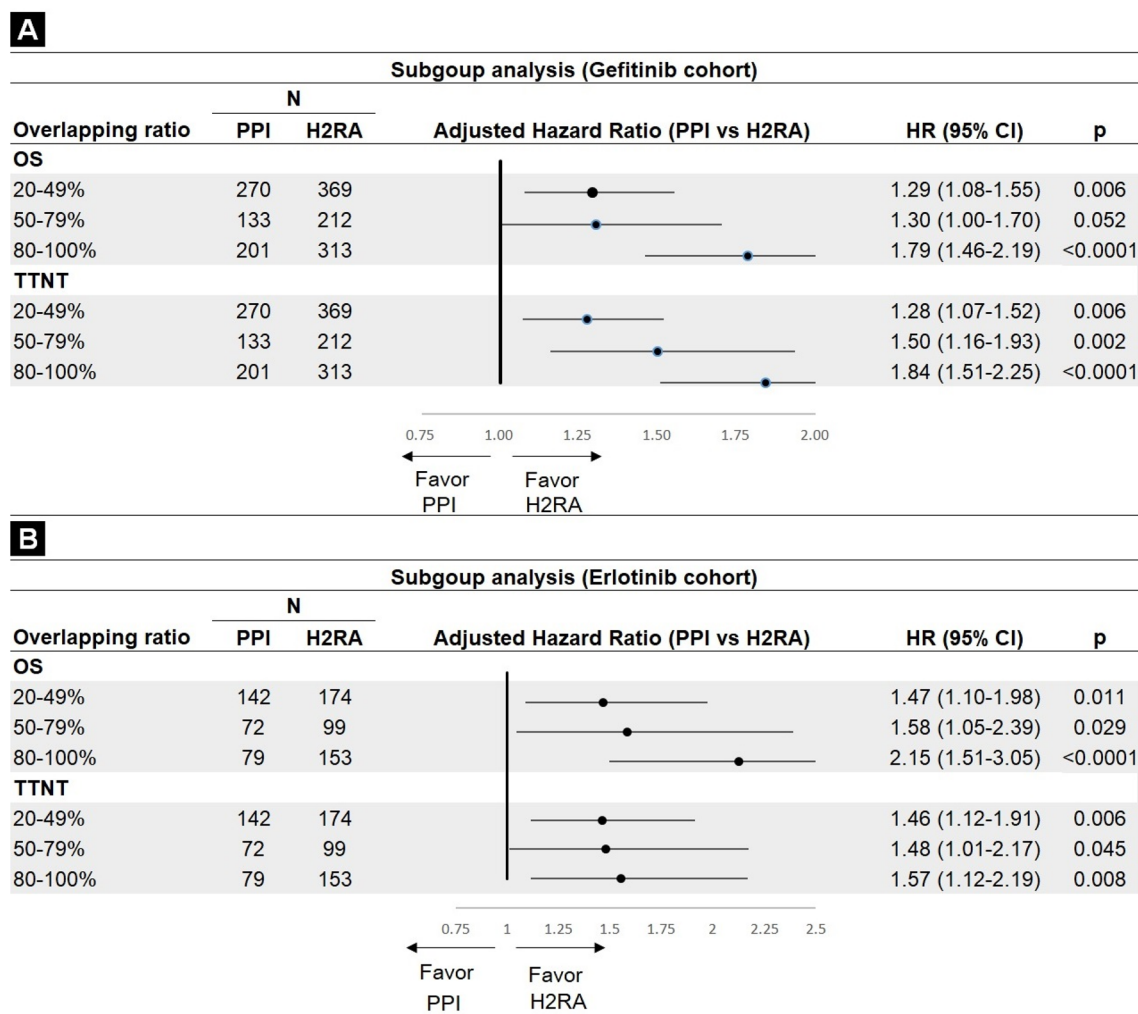 A
Subgoup analysis (Gefitinib cohort)
N
Overlapping ratio PPI H2RA Adjusted Hazard Ratio (PPI vs H2RA) HR (95% CI) p
OS
20-49% 270 369 1.29 (1.08-1.55) 0.006
50-79% 133 212 1.30 (1.00-1.70) 0.052
80-100% 201 313 1.79 (1.46-2.19) <0.0001
TTNT
20-49% 270 369 1.28 (1.07-1.52) 0.006
50-79% 133 212 1.50 (1.16-1.93) 0.002
80-100% 201 313 1.84 (1.51-2.25) <0.0001
0.75 1.00 1.25 1.50 1.75 2.00
Favor Favor
PPI H2RA
B
Subgoup analysis (Erlotinib cohort)
N
Overlapping ratio PPI H2RA Adjusted Hazard Ratio (PPI vs H2RA) HR (95% CI) p
OS
20-49% 142 174 1.47 (1.10-1.98) 0.011
50-79% 72 99 1.58 (1.05-2.39) 0.029
80-100% 79 153 2.15 (1.51-3.05) <0.0001
TTNT
20-49% 142 174 1.46 (1.12-1.91) 0.006
50-79% 72 99 1.48 (1.01-2.17) 0.045
80-100% 79 153 1.57 (1.12-2.19) 0.008
0.75 1 1.25 1.5 1.75 2 2.25 2.5
Favor Favor
PPI H2RA